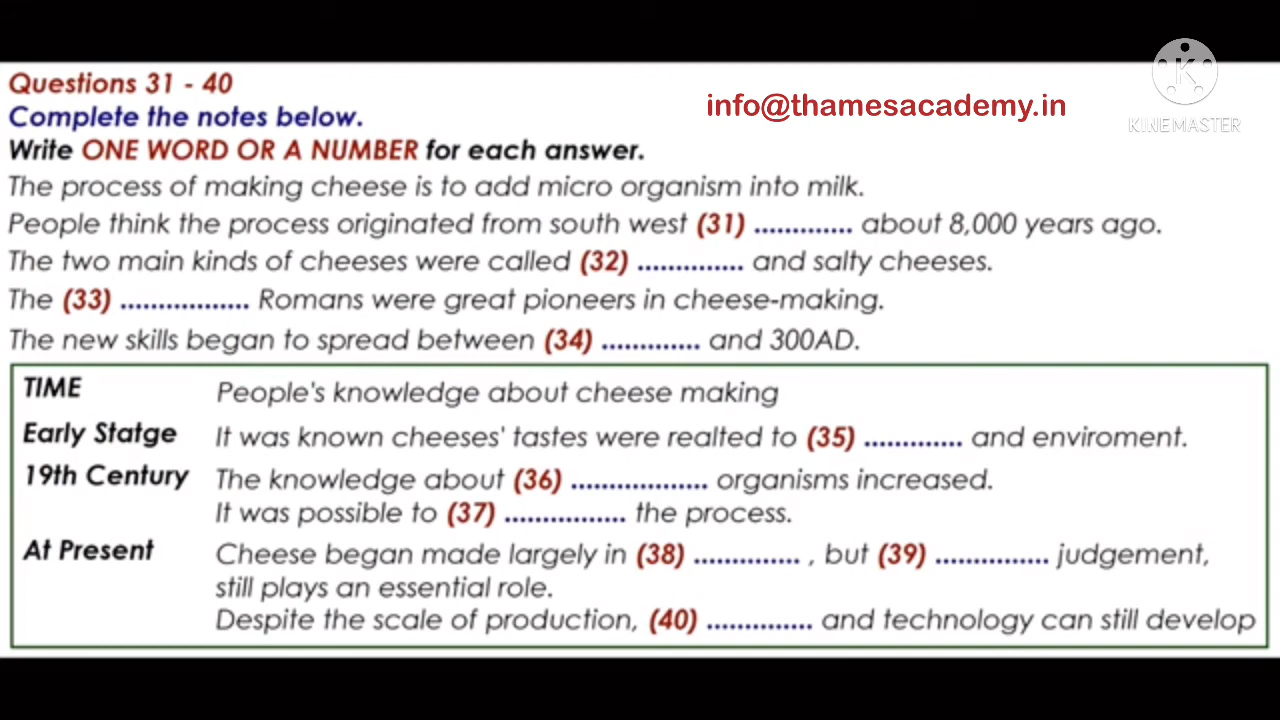 Questions 31 - 40
info@thamesacademy.in
KINEMASTER
Complete the notes below.
Write ONE WORD OR A NUMBER for each answer.
The process of making cheese is to add micro organism into milk.
People think the process originated from south west (31) ............. about 8,000 years ago.
The two main kinds of cheeses were called (32) .............. and salty cheeses.
The (33) ................. Romans were great pioneers in cheese-making.
The new skills began to spread between (34) ............. and 300AD.
TIME People's knowledge about cheese making
Early Statge It was known cheeses' tastes were realted to (35) ............. and enviroment.
19th Century The knowledge about (36) .................. organisms increased.
It was possible to (37) ................ the process.
At Present Cheese began made largely in (38) .............. , but (39) ............... judgement,
still plays an essential role.
Despite the scale of production, (40) .............. and technology can still develop